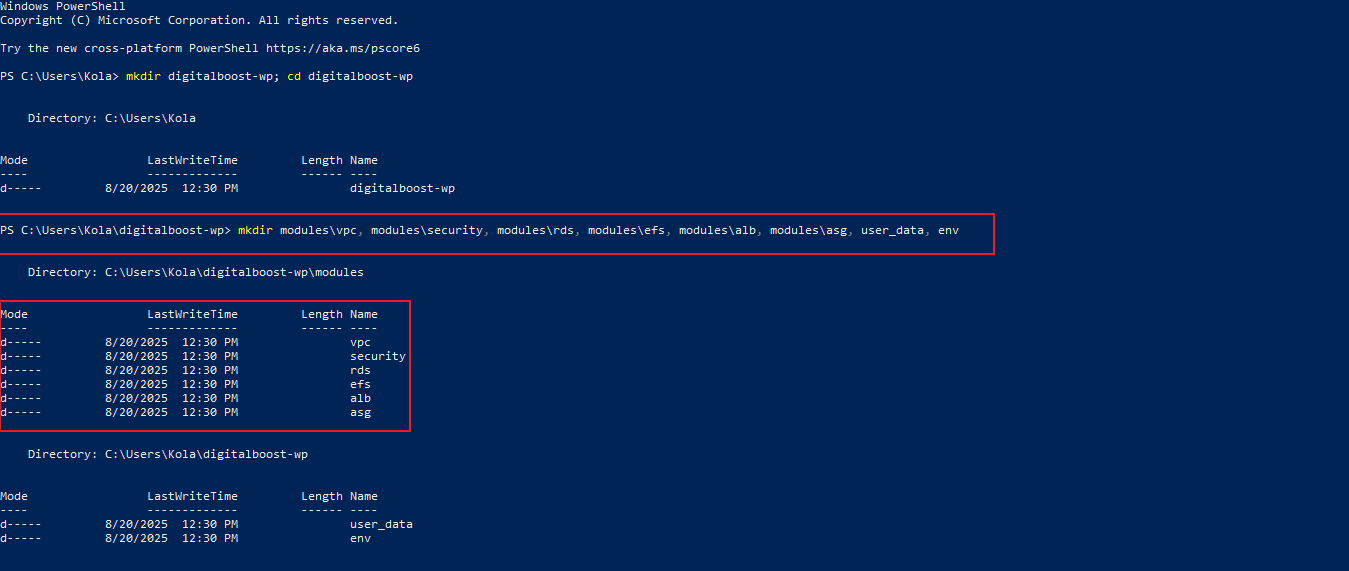 Windows PowerShell
Copyright (C) Microsoft Corporation. All rights reserved.
Try the new cross-platform PowerShell https://aka.ms/pscore6
PS C:\Users\Kola> mkdir digitalboost-wp; cd digitalboost-wp
Directory: C:\Users\Kola
Mode LastWriteTime Length Name
---- ------------- ------ ----
d----- 8/20/2025 12:30 PM digitalboost-wp
PS C:\Users\Kola\digitalboost-wp> mkdir modules\vpc, modules\security, modules\rds, modules\efs, modules\alb, modules\asg, user_data, env
Directory: C:\Users\Kola\digitalboost-wp\modules
Mode LastWriteTime Length Name
---- ------------- ------ ----
d----- 8/20/2025 12:30 PM vpc
d----- 8/20/2025 12:30 PM security
d----- 8/20/2025 12:30 PM rds
d----- 8/20/2025 12:30 PM efs
d----- 8/20/2025 12:30 PM alb
d----- 8/20/2025 12:30 PM asg
Directory: C:\Users\Kola\digitalboost-wp
Mode LastWriteTime Length Name
---- ------------- ------ ----
d----- 8/20/2025 12:30 PM user_data
d----- 8/20/2025 12:30 PM env